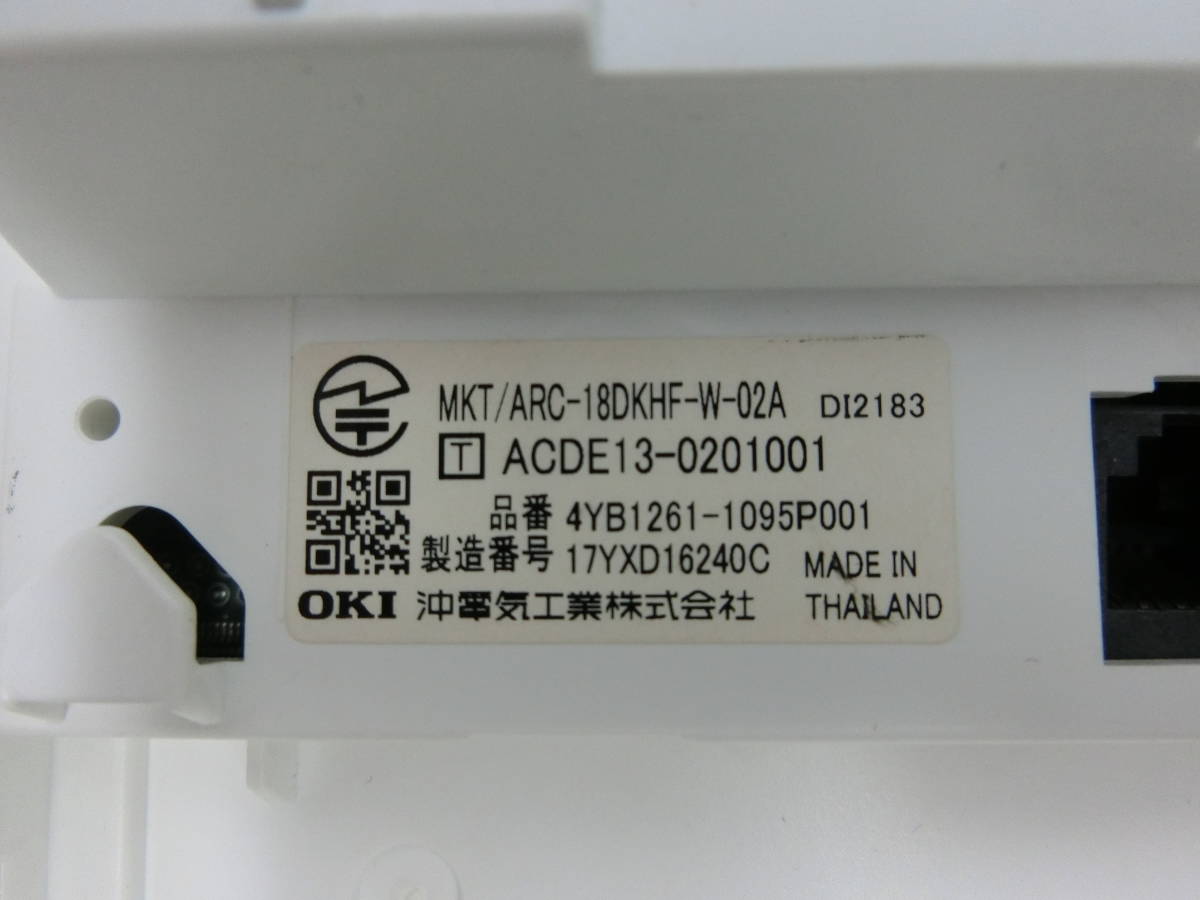 MKT/ARC-18DKHF-W-02A DI2183
T ACDE13-0201001
品番 4YB1261-1095P001
製造番号 17YXD16240C MADE IN
OKI 沖電気工業株式会社 THAILAND